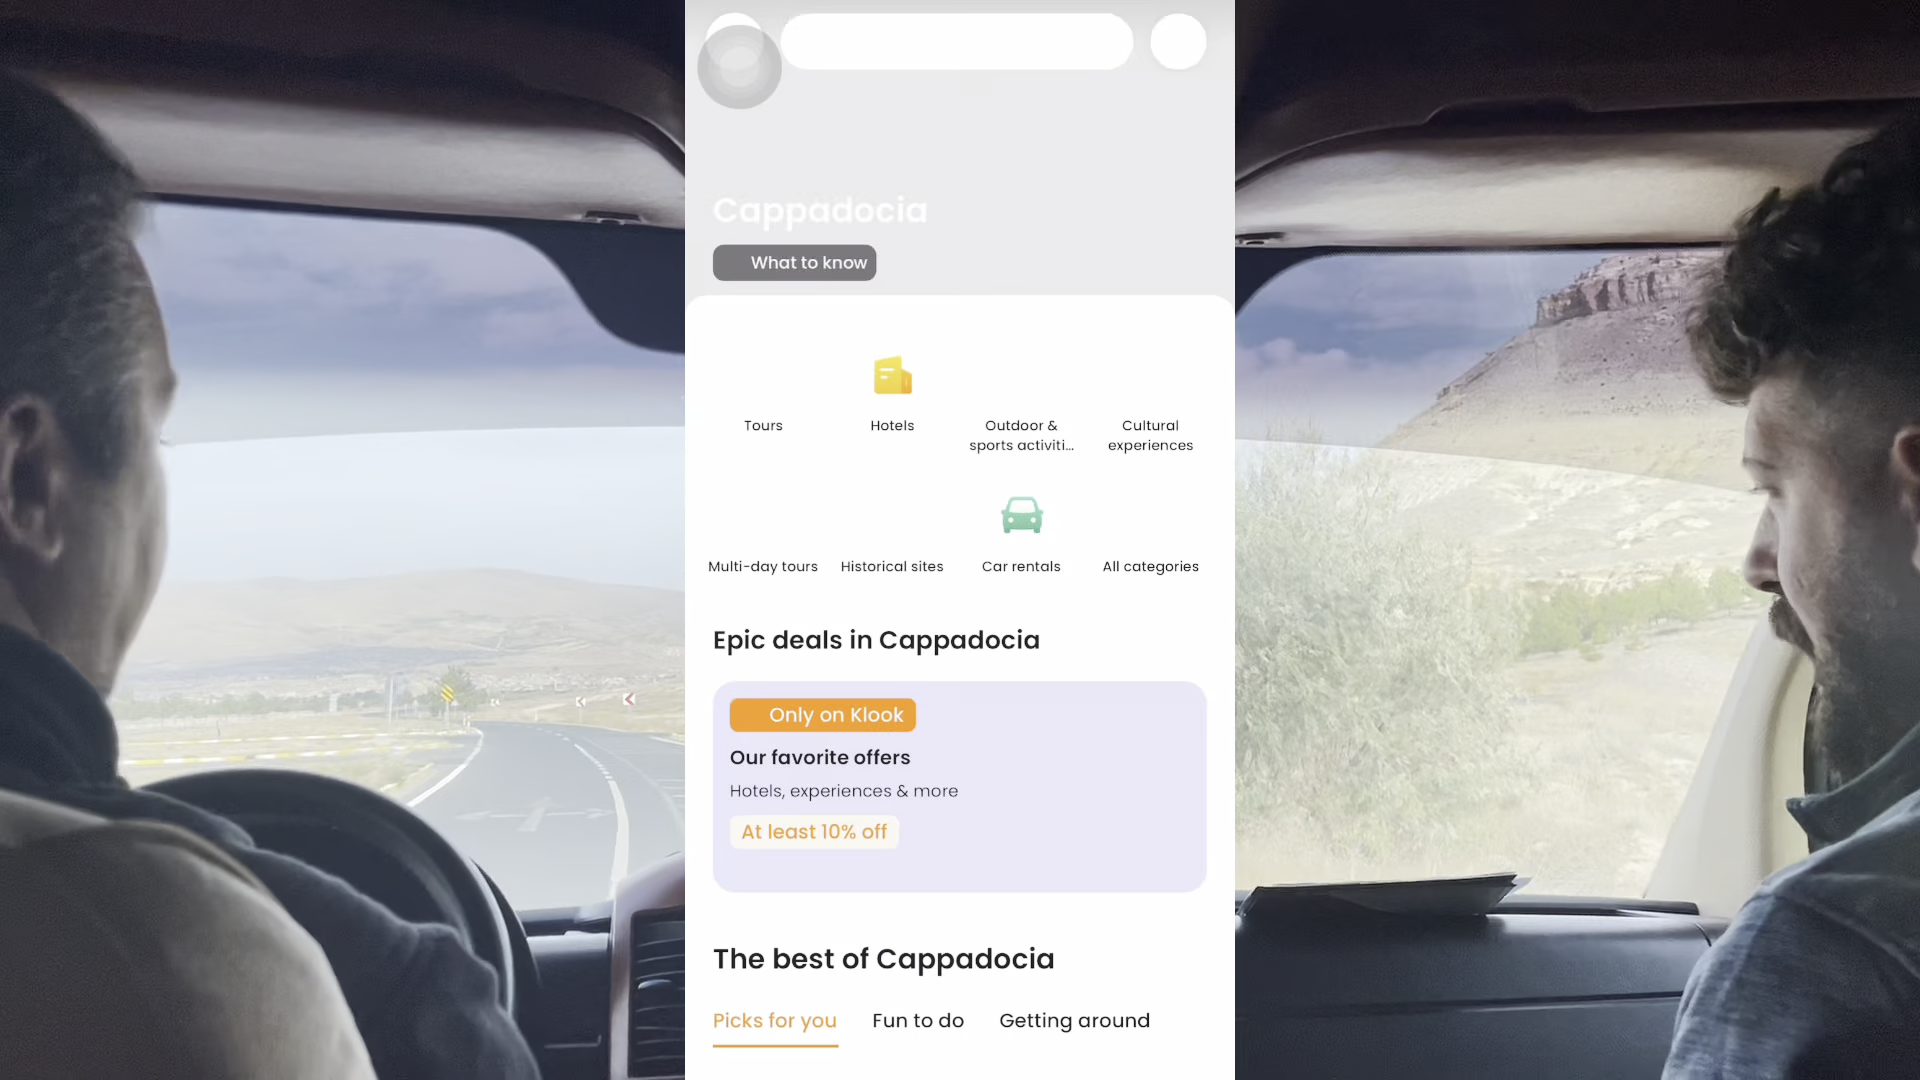 Cappadocia
What to know
Tours
Hotels
Outdoor &
sports activiti...
Cultural
experiences
Multi-day tours
Historical sites
Car rentals
All categories
Epic deals in Cappadocia
Only on Klook
Our favorite offers
Hotels, experiences & more
At least 10% off
The best of Cappadocia
Picks for you
Fun to do
Getting around